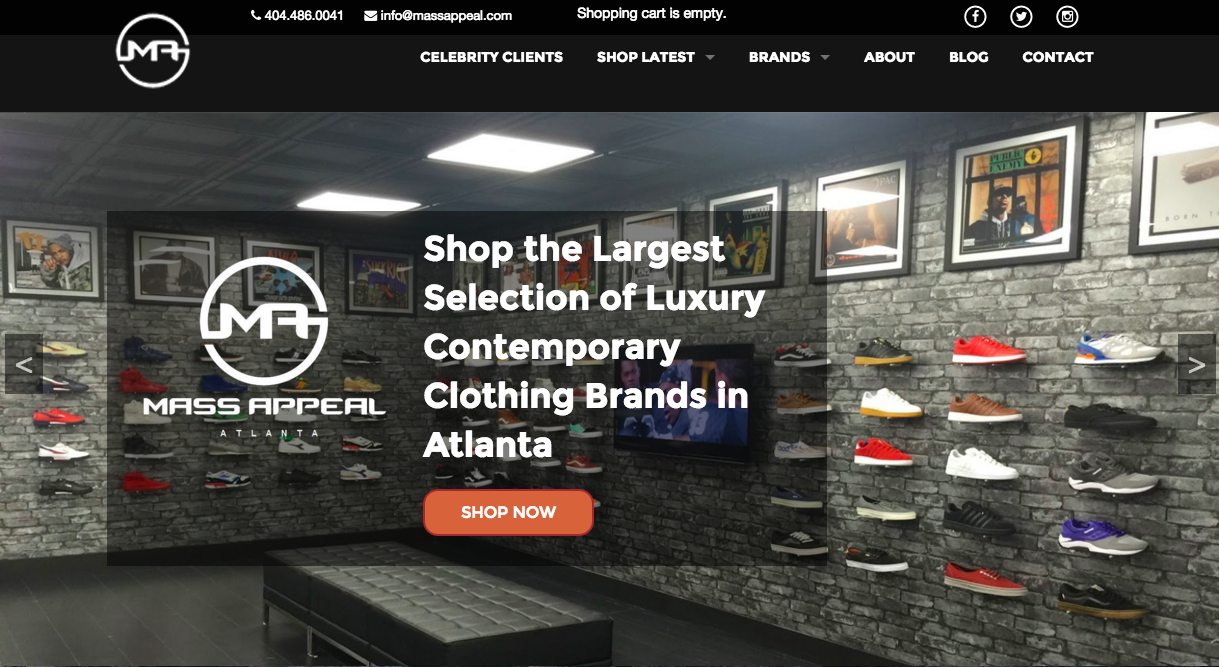 404.486.0041
info@massappeal.com
Shopping cart is empty.
MA
CELEBRITY CLIENTS
SHOP LATEST
BRANDS
ABOUT
BLOG
CONTACT
PUBLIC
ENEMY
Shop the Largest
Selection of Luxury
Contemporary
Clothing Brands in
Atlanta
MA
MASS APPEAL
ATLANTA
SHOP NOW
<
>